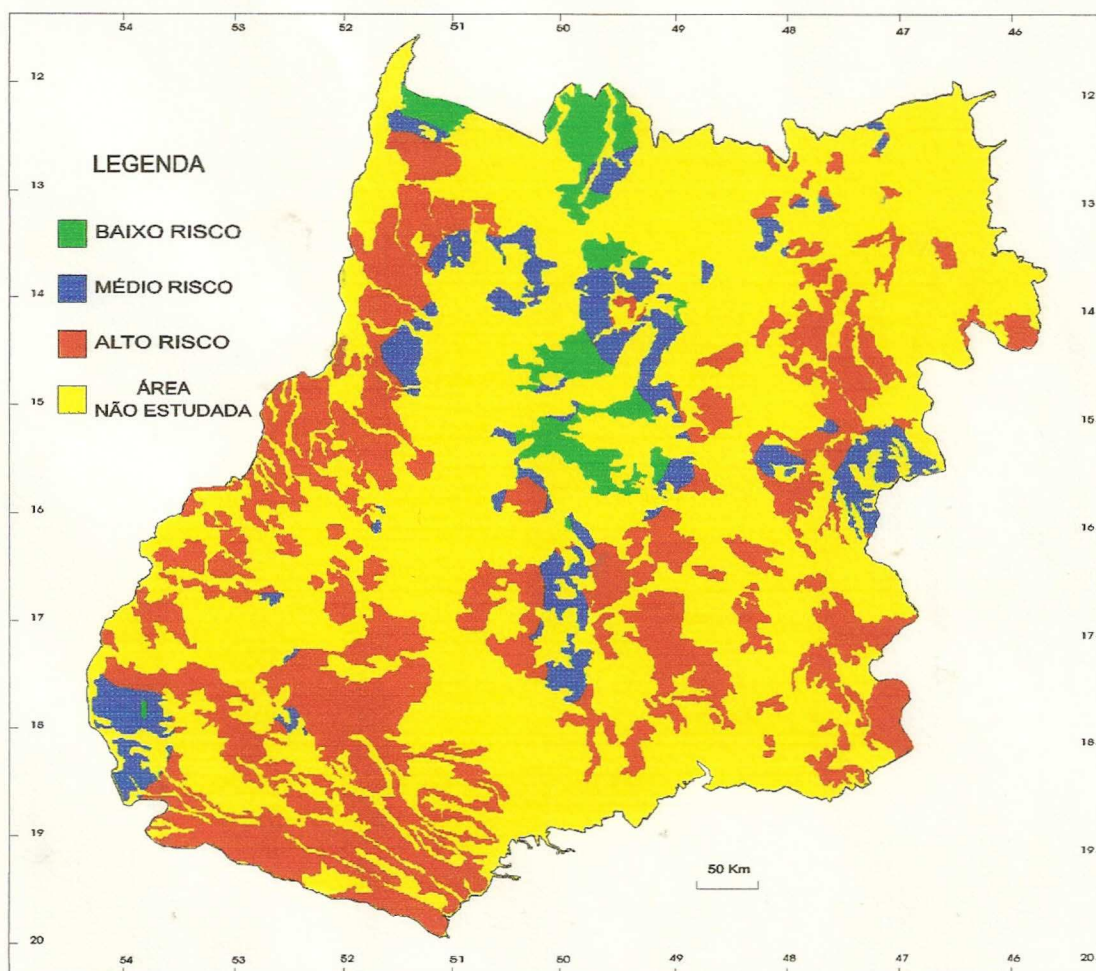 54 53 52 51 50 49 48 47 46
12 12
LEGENDA
13 13
BAIXO RISCO
MÉDIO RISCO
14 14
ALTO RISCO
ÁREA
NÃO ESTUDADA
15 15
16 16
17 17
18 18
19 19
50 Km
20 20
54 53 52 51 50 49 48 47 46